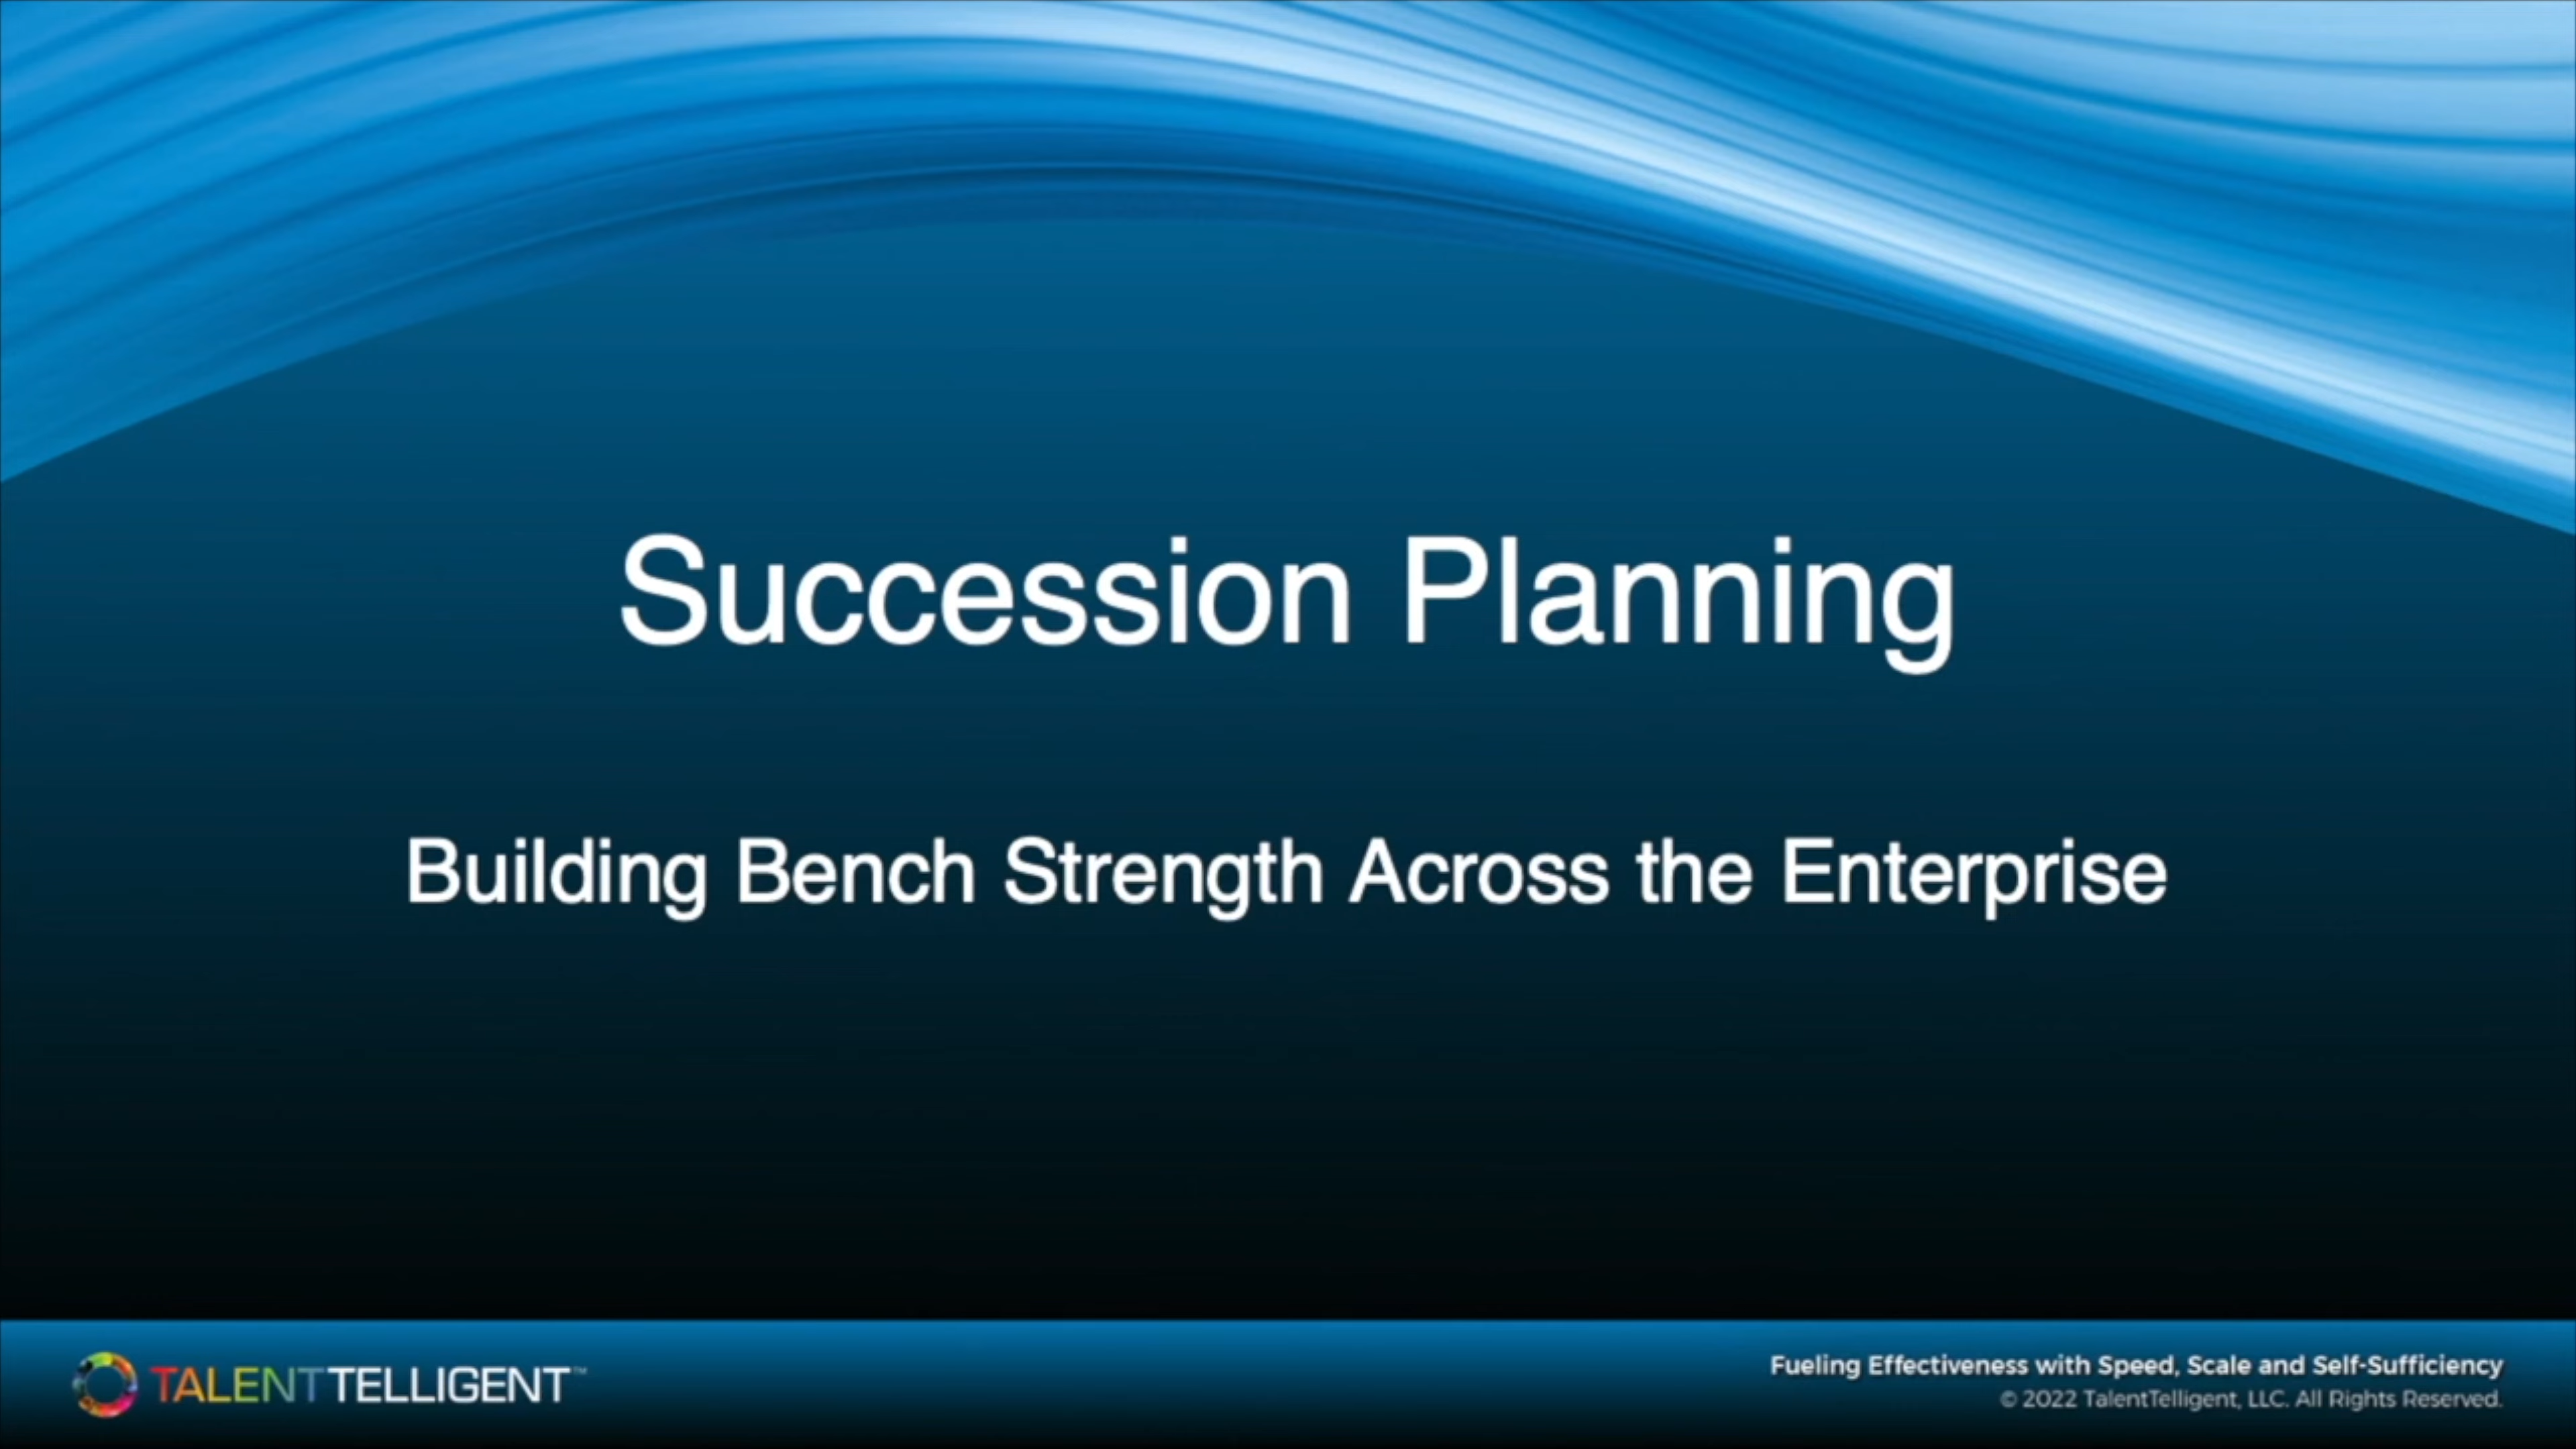 Succession Planning
Building Bench Strength Across the Enterprise
TALENTTELLIGENT™
Fueling Effectiveness with Speed, Scale and Self-Sufficiency
© 2022 TalentTelligent, LLC. All Rights Reserved.